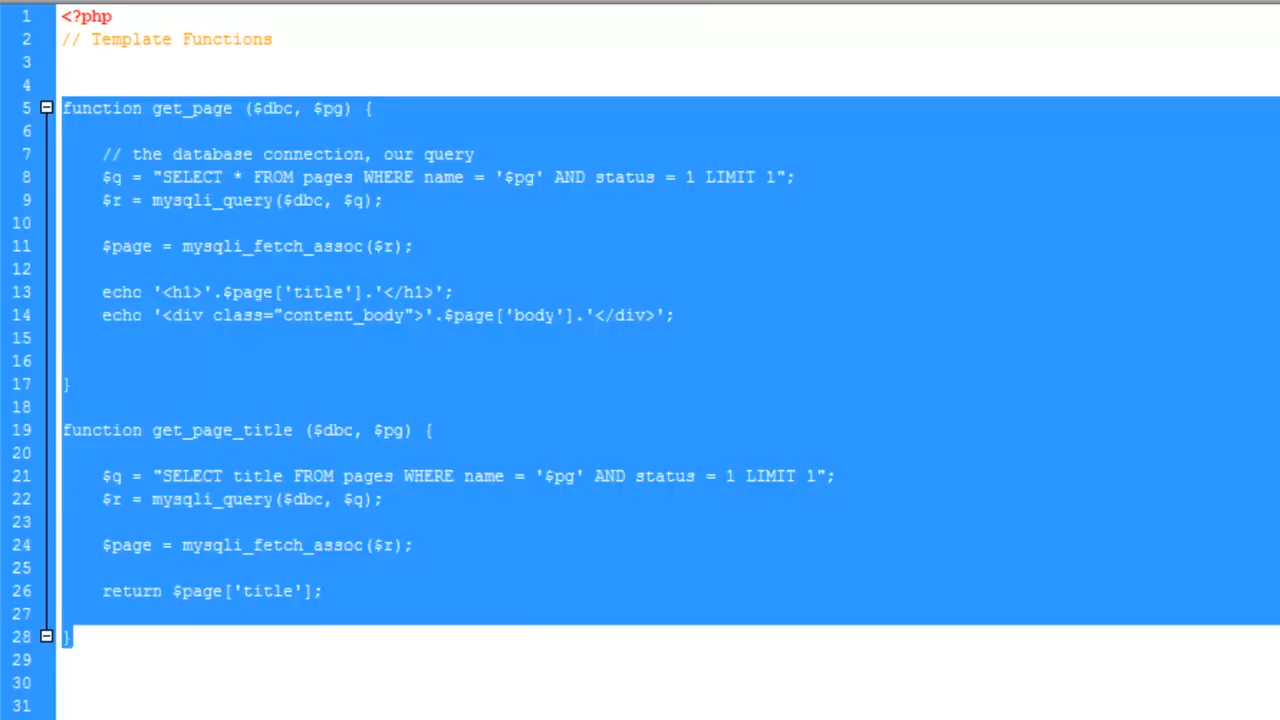 1 <?php
2 // Template Functions
3
4
5 function get_page ($dbc, $pg) {
6
7 // the database connection, our query
8 $q = "SELECT * FROM pages WHERE name = '$pg' AND status = 1 LIMIT 1";
9 $r = mysqli_query($dbc, $q);
10
11 $page = mysqli_fetch_assoc($r);
12
13 echo '<h1>'.$page['title'].'</h1>';
14 echo '<div class="content_body">'.$page['body'].'</div>';
15
16
17 }
18
19 function get_page_title ($dbc, $pg) {
20
21 $q = "SELECT title FROM pages WHERE name = '$pg' AND status = 1 LIMIT 1";
22 $r = mysqli_query($dbc, $q);
23
24 $page = mysqli_fetch_assoc($r);
25
26 return $page['title'];
27
28 }
29
30
31